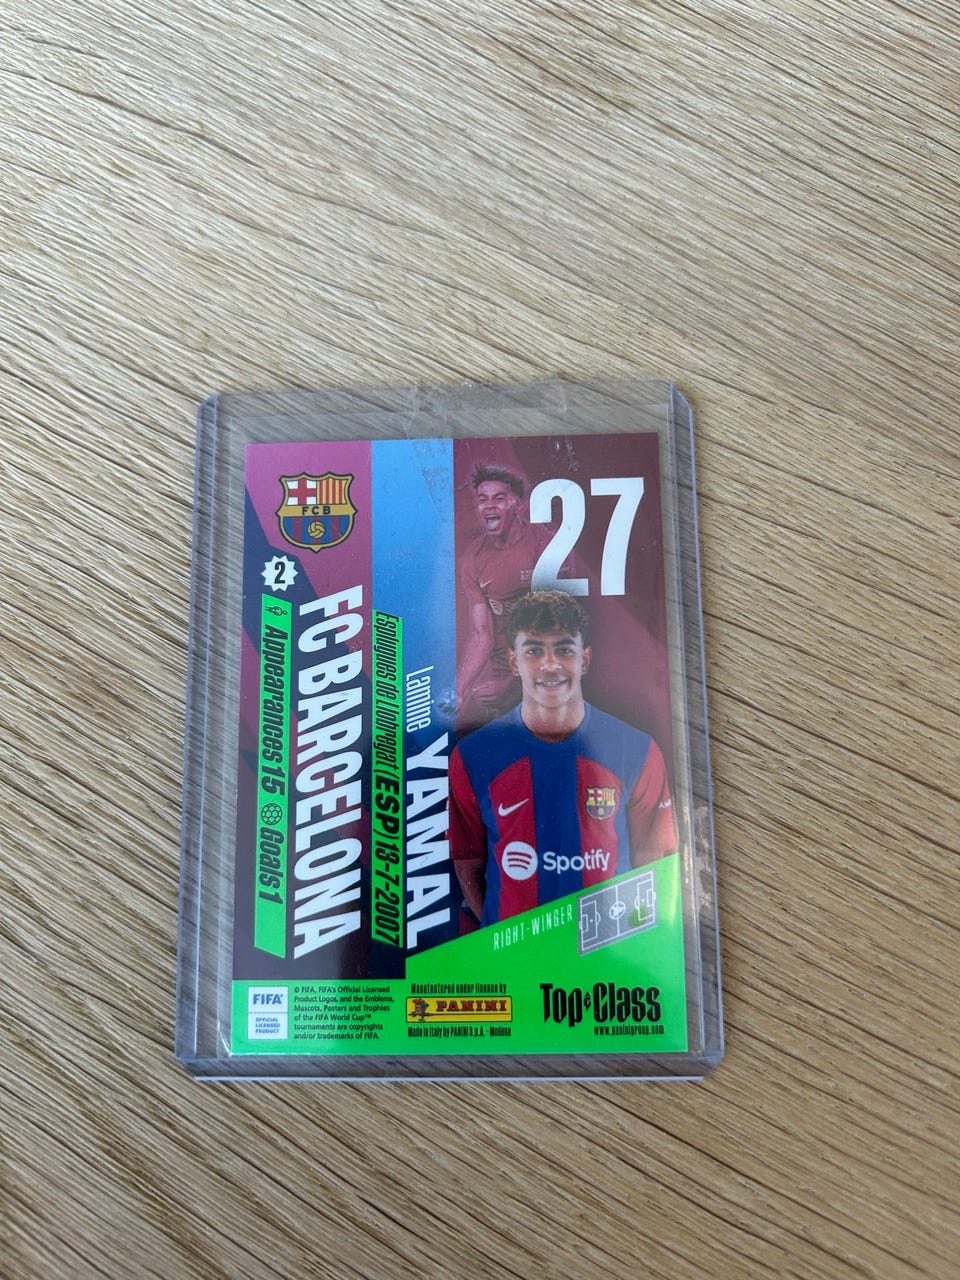 27
FCB
2
FC BARCELONA
Appearances 15 Goals 1
Lamine YAMAL
Esplugues de Llobregat (ESP) 13-7-2007
Spotify
RIGHT-WINGER
FIFA®
OFFICIAL
LICENSED
PRODUCT
© FIFA, FIFA's Official Licensed
Product Logos, and the Emblems,
Mascots, Posters and Trophies
of the FIFA World Cup™
tournaments are copyrights
and/or trademarks of FIFA.
Manufactured under license by
PANINI
Made in Italy by PANINI S.p.A. - Modena
Top Class
www.paninigroup.com